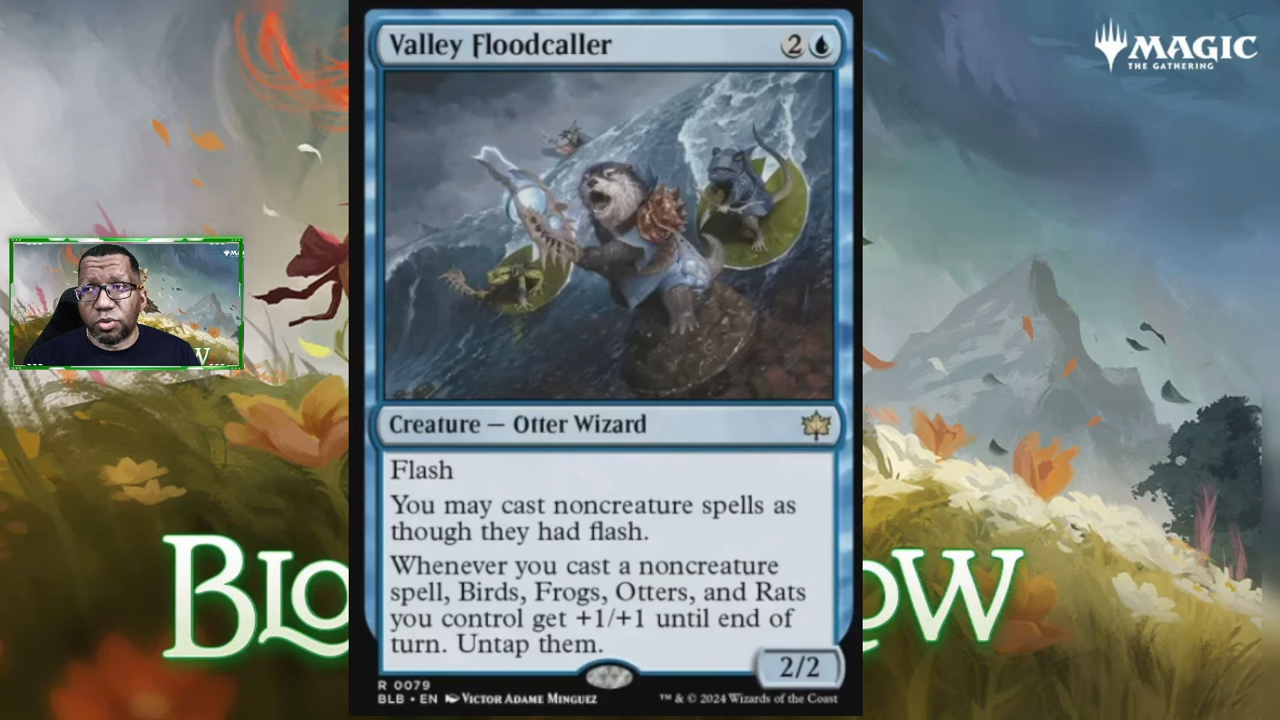 Valley Floodcaller 2
MAGIC
THE GATHERING
Creature — Otter Wizard
Flash
You may cast noncreature spells as
though they had flash.
Whenever you cast a noncreature
spell, Birds, Frogs, Otters, and Rats
you control get +1/+1 until end of
turn. Untap them.
2/2
R 0079
BLB • EN Victor Adame Minguez
™ & © 2024 Wizards of the Coast
BLO
OW
W